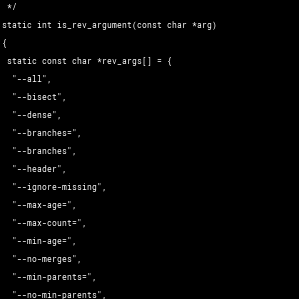 */
static int is_rev_argument(const char *arg)
{
static const char *rev_args[] = {
"--all",
"--bisect",
"--dense",
"--branches=",
"--branches",
"--header",
"--ignore-missing",
"--max-age=",
"--max-count=",
"--min-age=",
"--no-merges",
"--min-parents=",
"--no-min-parents",